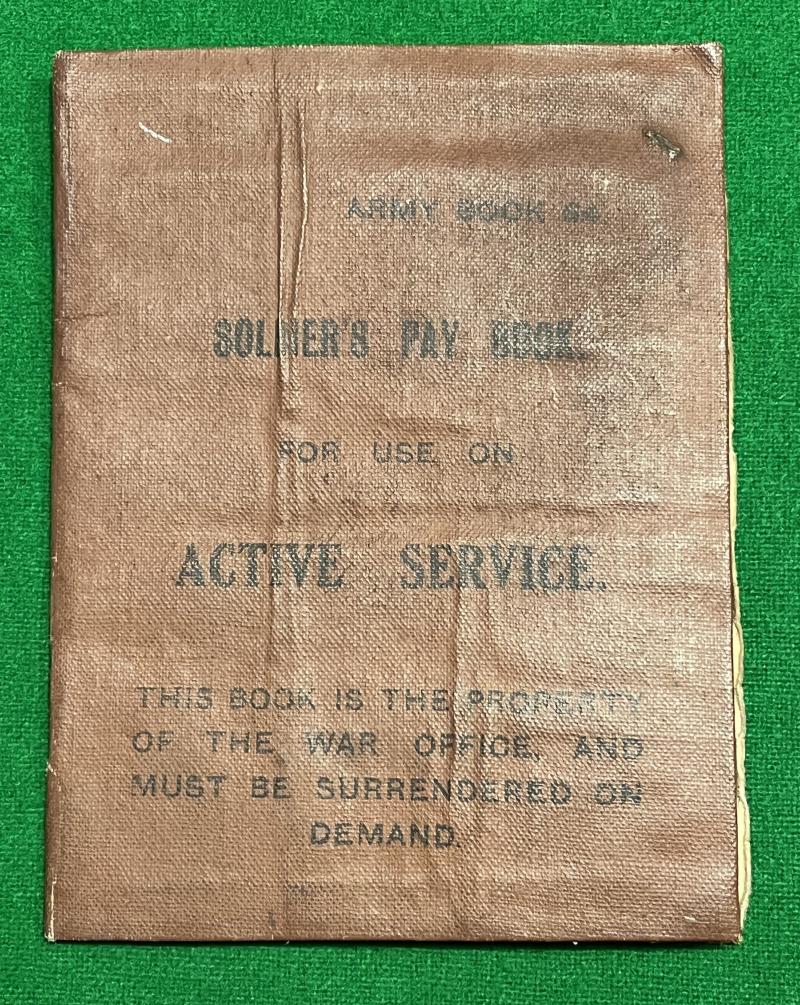 ARMY BOOK 64.
SOLDIER'S PAY BOOK.
FOR USE ON
ACTIVE SERVICE.
THIS BOOK IS THE PROPERTY
OF THE WAR OFFICE, AND
MUST BE SURRENDERED ON
DEMAND.